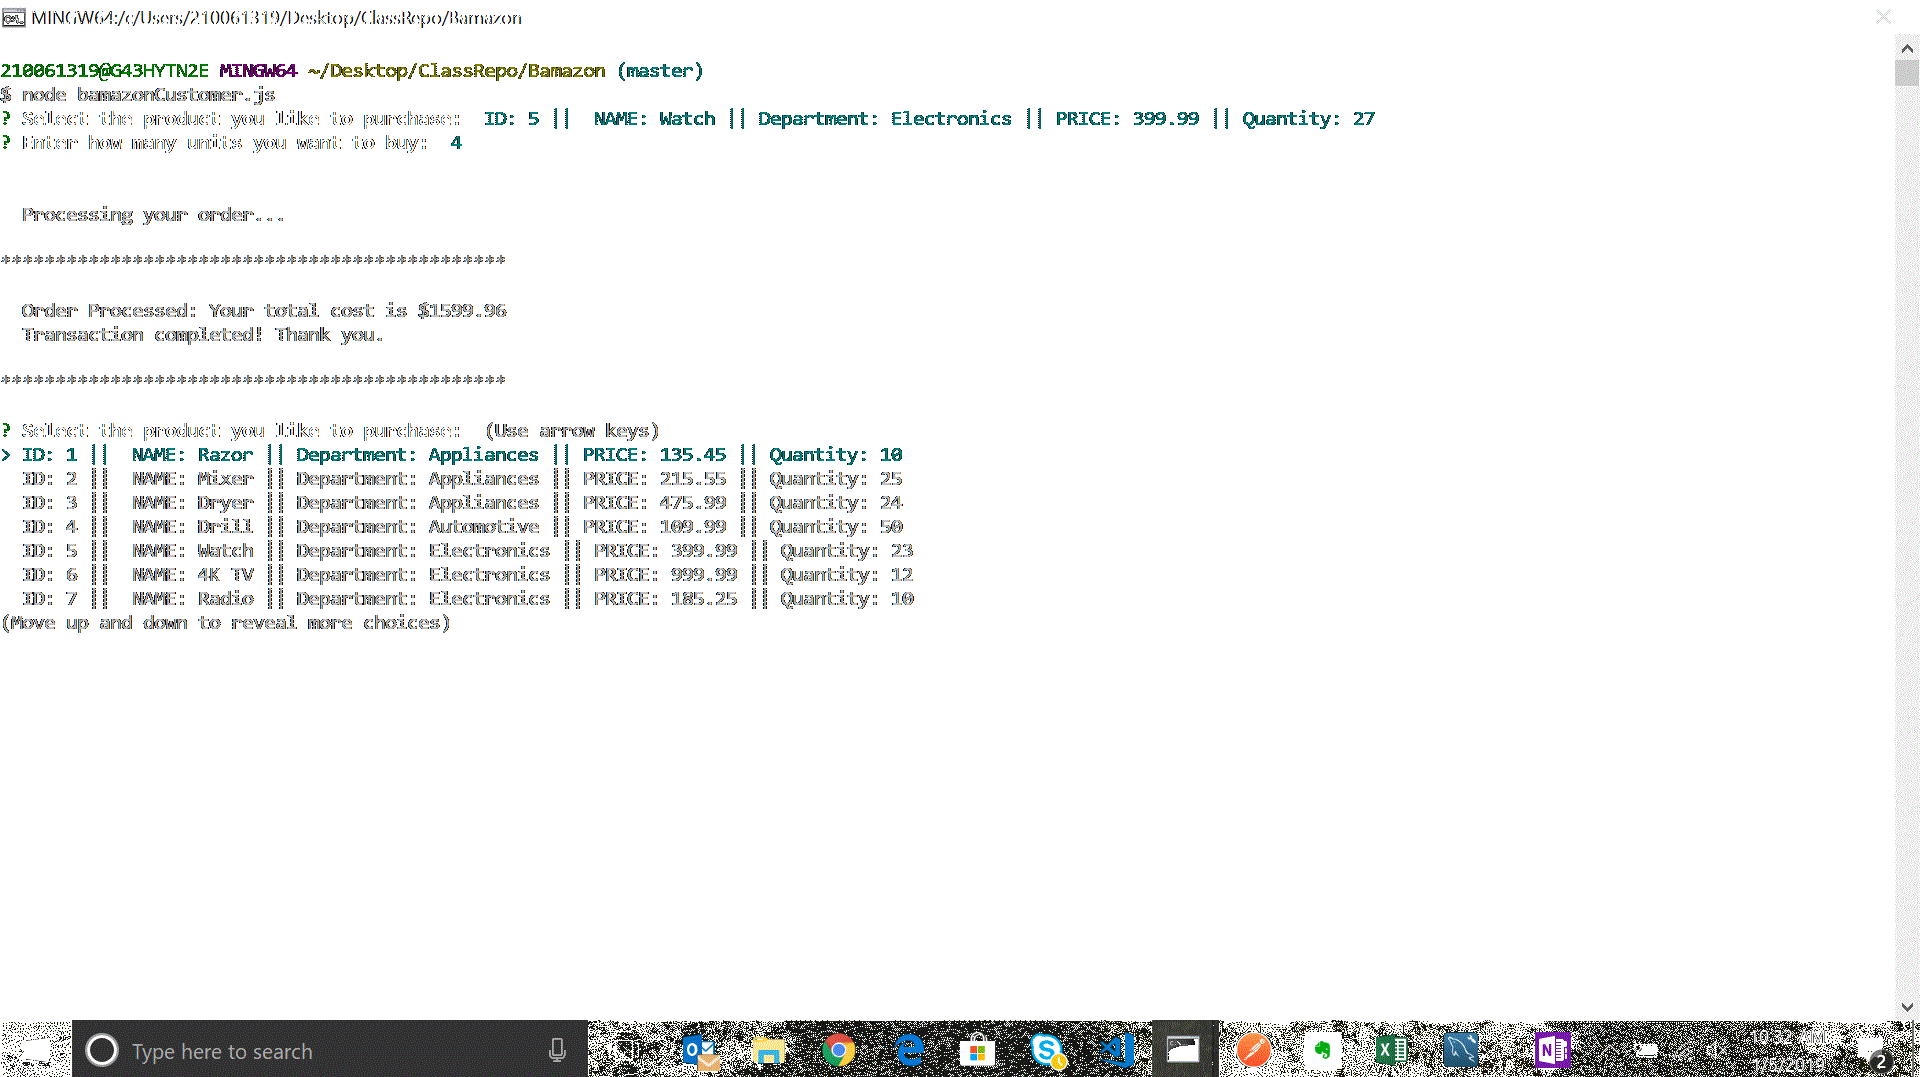 MINGW64:/c/Users/210061319/Desktop/ClassRepo/Bamazon
210061319@G43HYTN2E MINGW64 ~/Desktop/ClassRepo/Bamazon (master)
$ node bamazonCustomer.js
? Select the product you like to purchase:  ID: 5 ||  NAME: Watch || Department: Electronics || PRICE: 399.99 || Quantity: 27
? Enter how many units you want to buy:  4
Processing your order...
**********************************************
Order Processed: Your total cost is $1599.96
Transaction completed! Thank you.
**********************************************
? Select the product you like to purchase:  (Use arrow keys)
> ID: 1 ||  NAME: Razor || Department: Appliances || PRICE: 135.45 || Quantity: 10
ID: 2 ||  NAME: Mixer || Department: Appliances || PRICE: 215.55 || Quantity: 25
ID: 3 ||  NAME: Dryer || Department: Appliances || PRICE: 475.99 || Quantity: 24
ID: 4 ||  NAME: Drill || Department: Automotive || PRICE: 109.99 || Quantity: 50
ID: 5 ||  NAME: Watch || Department: Electronics || PRICE: 399.99 || Quantity: 23
ID: 6 ||  NAME: 4K TV || Department: Electronics || PRICE: 999.99 || Quantity: 12
ID: 7 ||  NAME: Radio || Department: Electronics || PRICE: 185.25 || Quantity: 10
(Move up and down to reveal more choices)
Type here to search
2